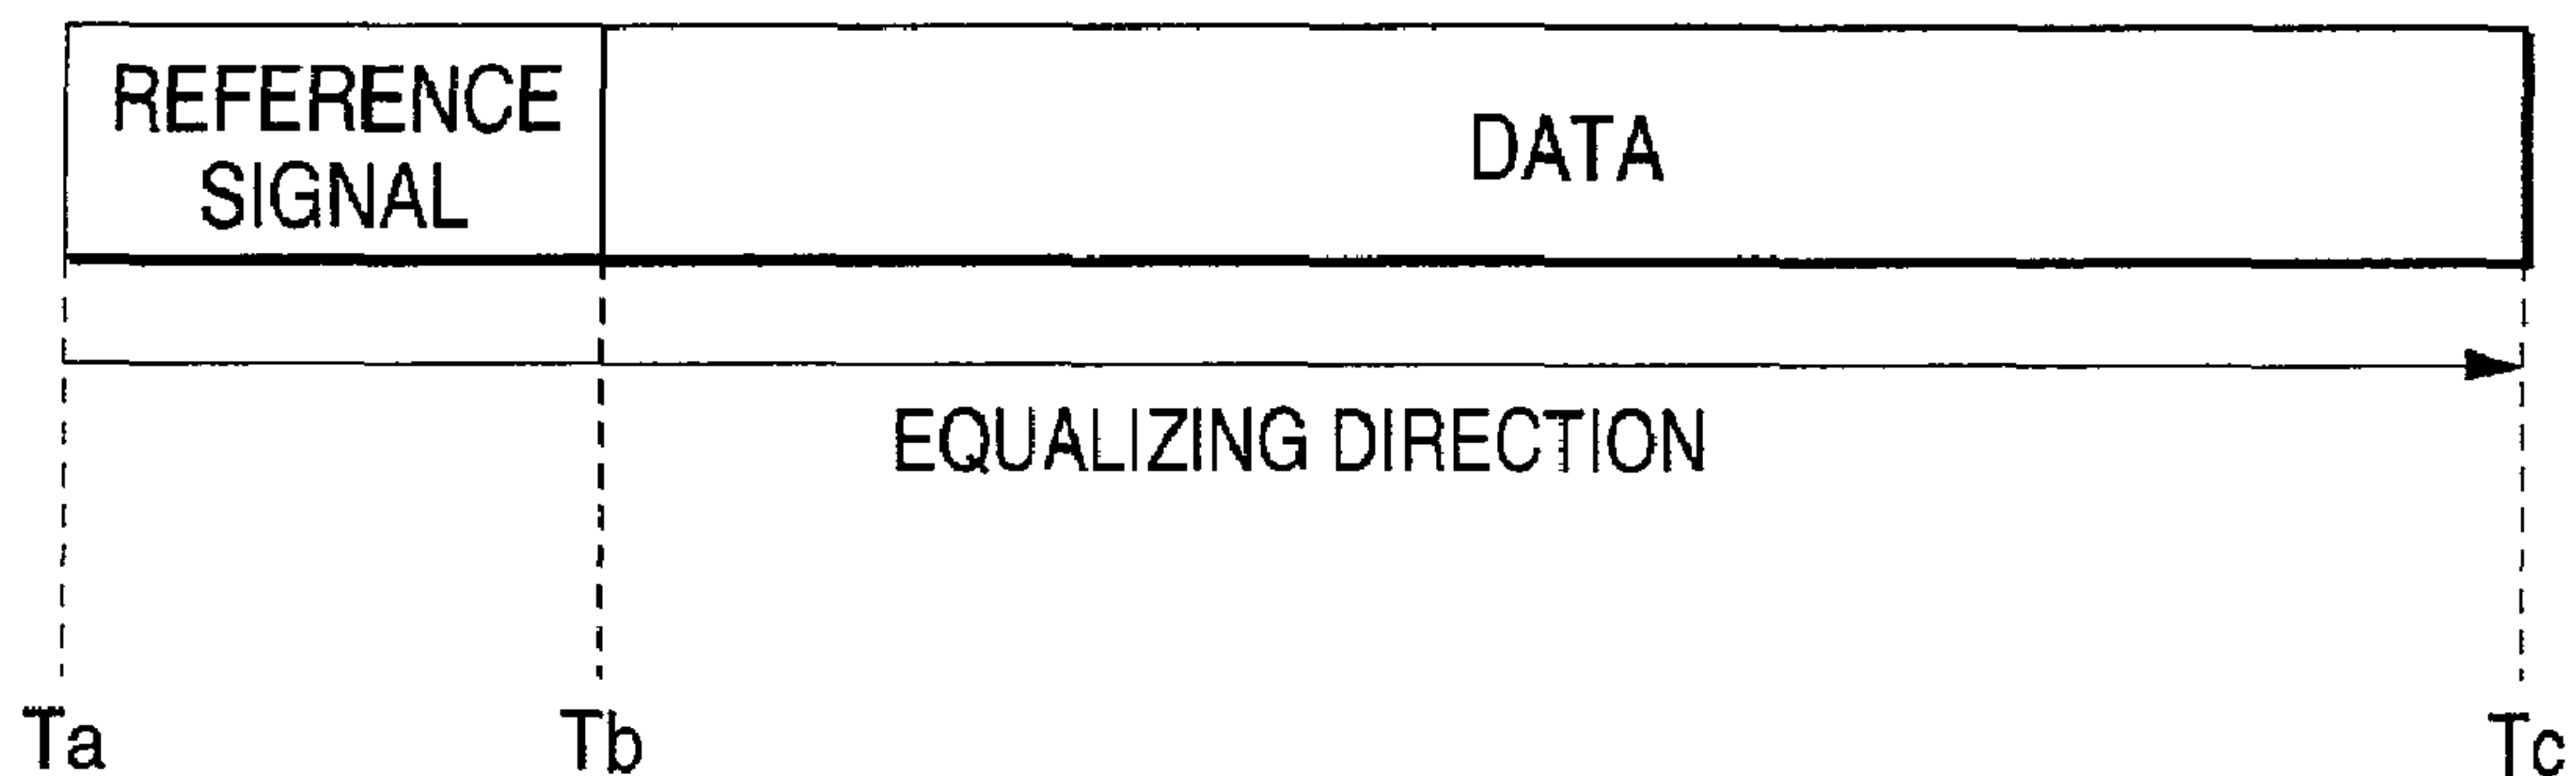 REFERENCE
SIGNAL
DATA
EQUALIZING DIRECTION
Ta
Tb
Tc